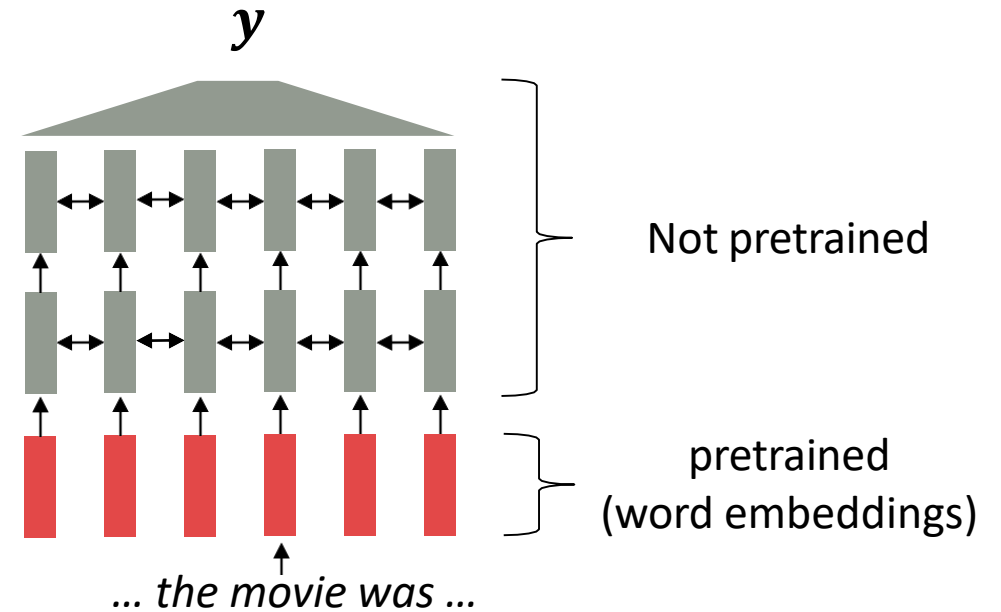 y
Not pretrained
pretrained
(word embeddings)
… the movie was …